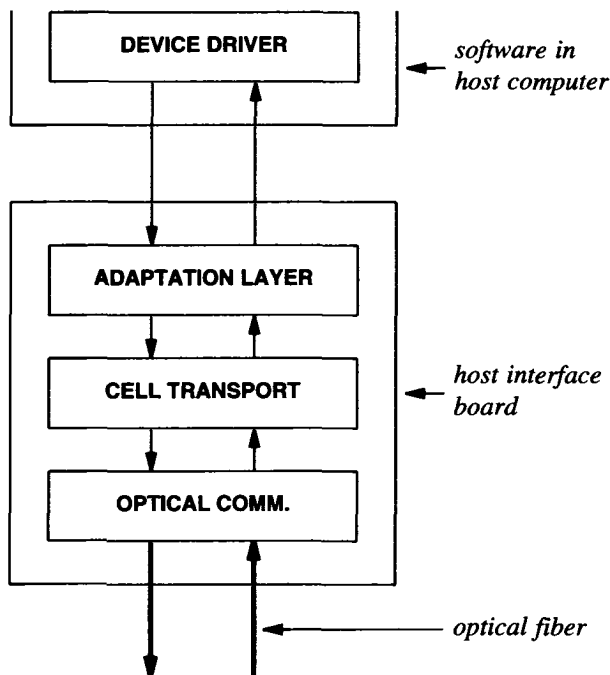 DEVICE DRIVER
software in
host computer
ADAPTATION LAYER
CELL TRANSPORT
host interface
board
OPTICAL COMM.
optical fiber